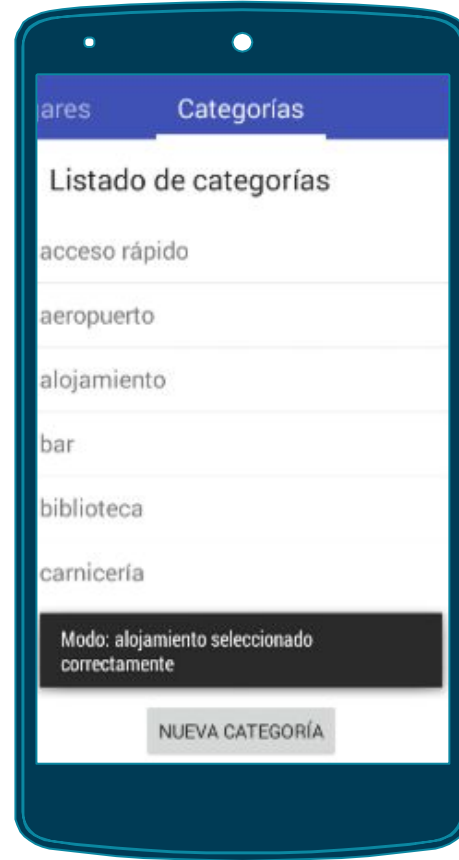 ares Categorías
Listado de categorías
acceso rápido
aeropuerto
alojamiento
bar
biblioteca
carnicería
Modo: alojamiento seleccionado
correctamente
NUEVA CATEGORÍA